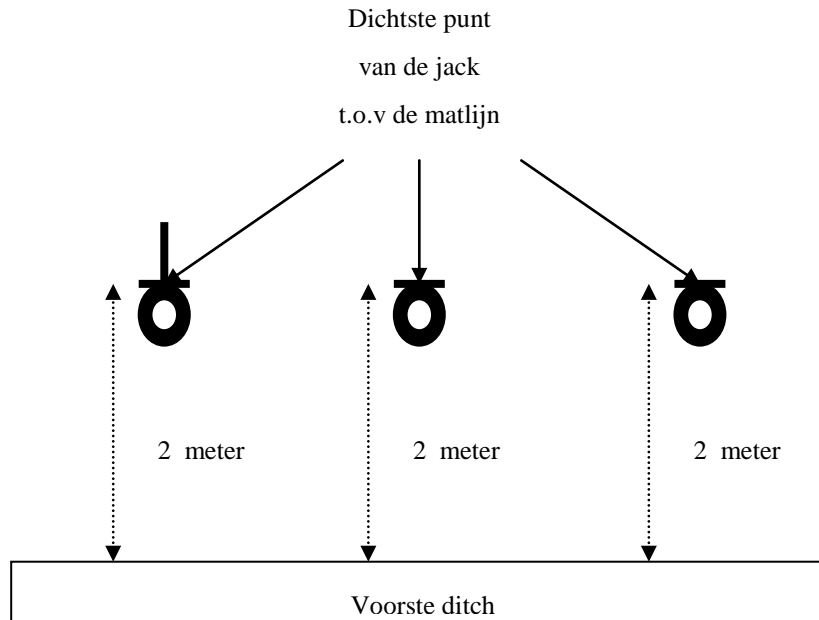 Dichtste punt
van de jack
t.o.v de matlijn
2 meter 2 meter 2 meter
Voorste ditch